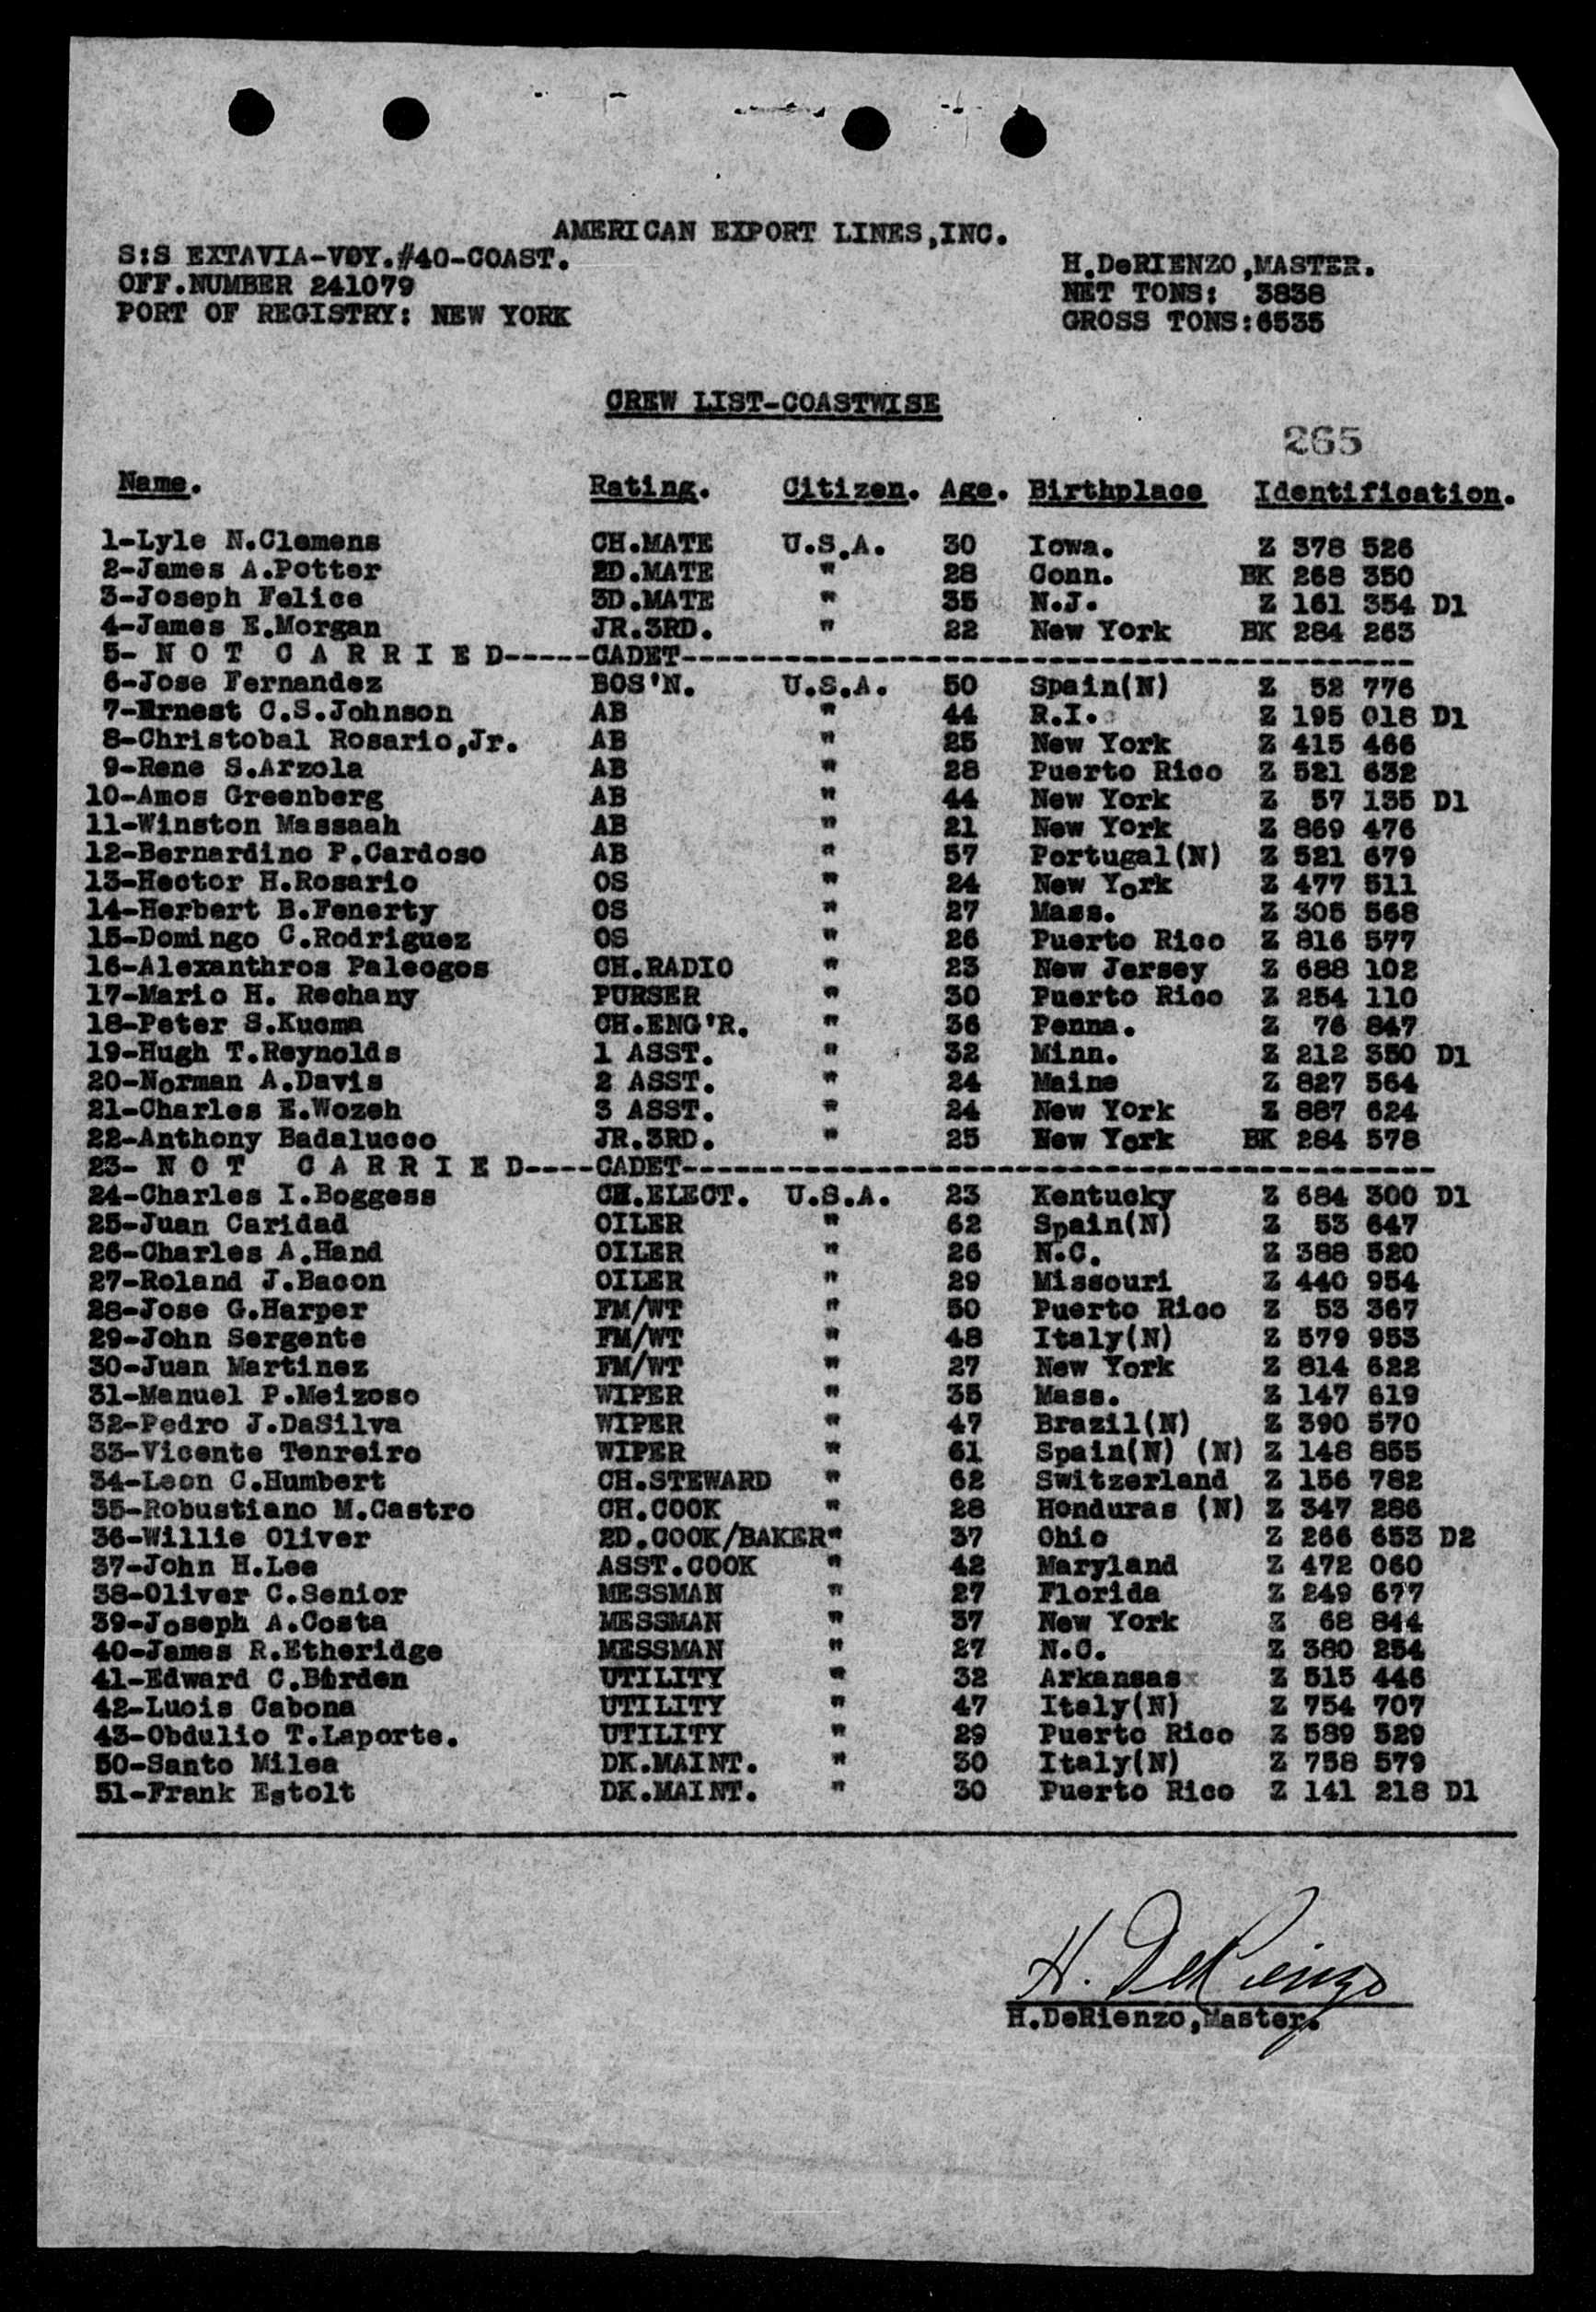 AMERICAN EXPORT LINES,INC.
S:S EXTAVIA-VOY.#40-COAST.
OFF.NUMBER 241079
PORT OF REGISTRY: NEW YORK
H.DeRIENZO,MASTER.
NET TONS: 3838
GROSS TONS:6535
CREW LIST-COASTWISE
265
Name. Rating. Citizen. Age. Birthplace Identification.
1-Lyle N.Clemens CH.MATE U.S.A. 30 Iowa. Z 378 526
2-James A.Potter 2D.MATE " 28 Conn. BK 268 350
3-Joseph Felice 3D.MATE " 35 N.J. Z 161 354 D1
4-James E.Morgan JR.3RD. " 22 New York BK 284 263
5- N O T C A R R I E D------CADET--------------------------------------------
6-Jose Fernandez BOS'N. U.S.A. 50 Spain(N) Z 52 776
7-Ernest C.S.Johnson AB " 44 R.I. Z 195 018 D1
8-Christobal Rosario,Jr. AB " 25 New York Z 415 466
9-Rene S.Arzola AB " 28 Puerto Rico Z 521 632
10-Amos Greenberg AB " 44 New York Z 57 135 D1
11-Winston Massaah AB " 21 New York Z 869 476
12-Bernardino P.Cardoso AB " 57 Portugal(N) Z 521 679
13-Hector H.Rosario OS " 24 New York Z 477 511
14-Herbert B.Fenerty OS " 27 Mass. Z 305 568
15-Domingo C.Rodriguez OS " 26 Puerto Rico Z 816 577
16-Alexanthros Paleogos CH.RADIO " 23 New Jersey Z 688 102
17-Mario H. Rechany PURSER " 30 Puerto Rico Z 254 110
18-Peter S.Kucma CH.ENG'R. " 36 Penna. Z 76 847
19-Hugh T.Reynolds 1 ASST. " 32 Minn. Z 212 350 D1
20-Norman A.Davis 2 ASST. " 24 Maine Z 827 564
21-Charles E.Wozeh 3 ASST. " 24 New York Z 887 624
22-Anthony Badalucco JR.3RD. " 25 New York BK 284 578
23- N O T C A R R I E D----CADET---------------------------------------------
24-Charles I.Boggess CH.ELECT. U.S.A. 23 Kentucky Z 684 300 D1
25-Juan Caridad OILER " 62 Spain(N) Z 53 647
26-Charles A.Hand OILER " 26 N.C. Z 388 520
27-Roland J.Bacon OILER " 29 Missouri Z 440 954
28-Jose G.Harper FM/WT " 50 Puerto Rico Z 53 367
29-John Sergente FM/WT " 48 Italy(N) Z 579 953
30-Juan Martinez FM/WT " 27 New York Z 814 622
31-Manuel P.Meizoso WIPER " 35 Mass. Z 147 619
32-Pedro J.DaSilva WIPER " 47 Brazil(N) Z 390 570
33-Vicente Tenreiro WIPER " 61 Spain(N) (N) Z 148 855
34-Leon C.Humbert CH.STEWARD " 62 Switzerland Z 156 782
35-Robustiano M.Castro CH.COOK " 28 Honduras (N) Z 347 286
36-Willie Oliver 2D.COOK/BAKER" 37 Ohio Z 266 653 D2
37-John H.Lee ASST.COOK " 42 Maryland Z 472 060
38-Oliver C.Senior MESSMAN " 27 Florida Z 249 677
39-Joseph A.Costa MESSMAN " 37 New York Z 68 844
40-James R.Etheridge MESSMAN " 27 N.C. Z 380 254
41-Edward C.Borden UTILITY " 32 Arkansas Z 515 446
42-Luois Cabona UTILITY " 47 Italy(N) Z 754 707
43-Obdulio T.Laporte. UTILITY " 29 Puerto Rico Z 589 529
50-Santo Milea DK.MAINT. " 30 Italy(N) Z 758 579
51-Frank Estolt DK.MAINT. " 30 Puerto Rico Z 141 218 D1
H. DeRienzo
H.DeRienzo,Master.